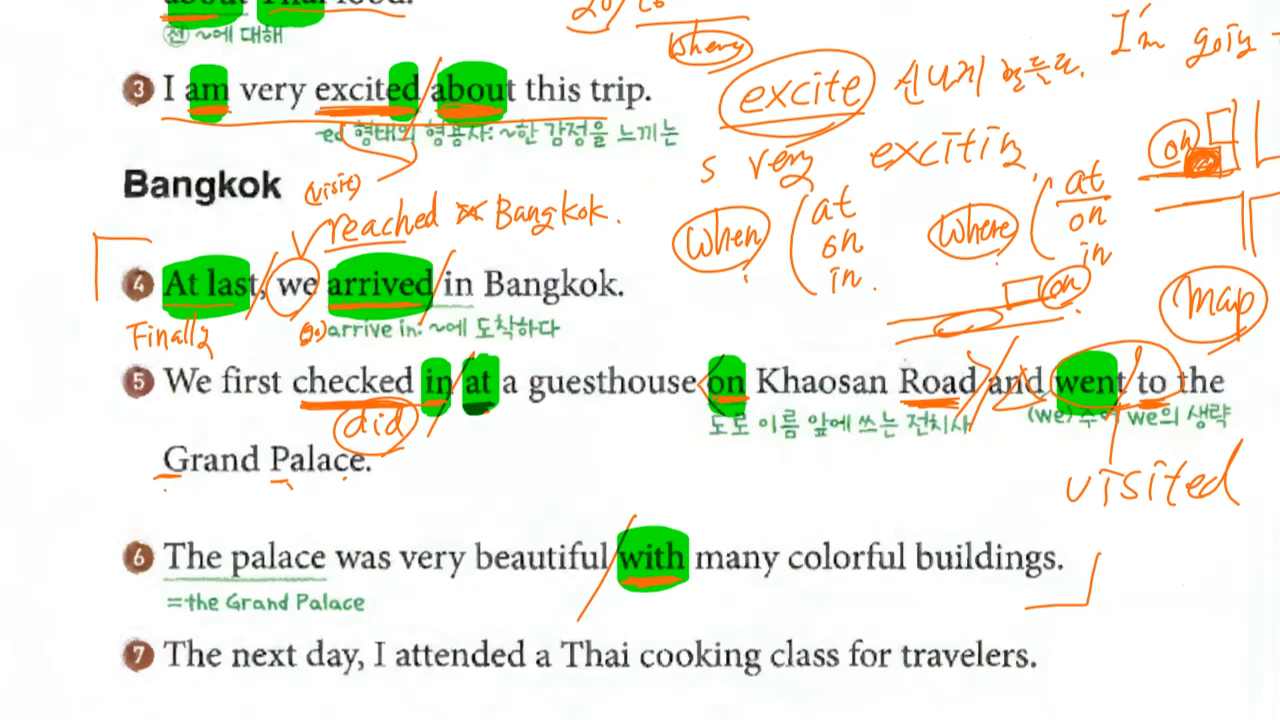 about Thai food.
전 ~에 대해
when
I'm going
3 I am very excited about this trip.
excite 신나게 만들다.
-ed 형태의 형용사: ~한 감정을 느끼는
s very exciting
on
Bangkok
(visit)
reached Bangkok.
when at on in.
where at on in
on
map
4 At last, we arrived in Bangkok.
Finally
arrive in: ~에 도착하다
5 We first checked in at a guesthouse on Khaosan Road and went to the
did
도로 이름 앞에 쓰는 전치사
(we) 주어 we의 생략
Grand Palace.
visited
6 The palace was very beautiful with many colorful buildings.
=the Grand Palace
7 The next day, I attended a Thai cooking class for travelers.